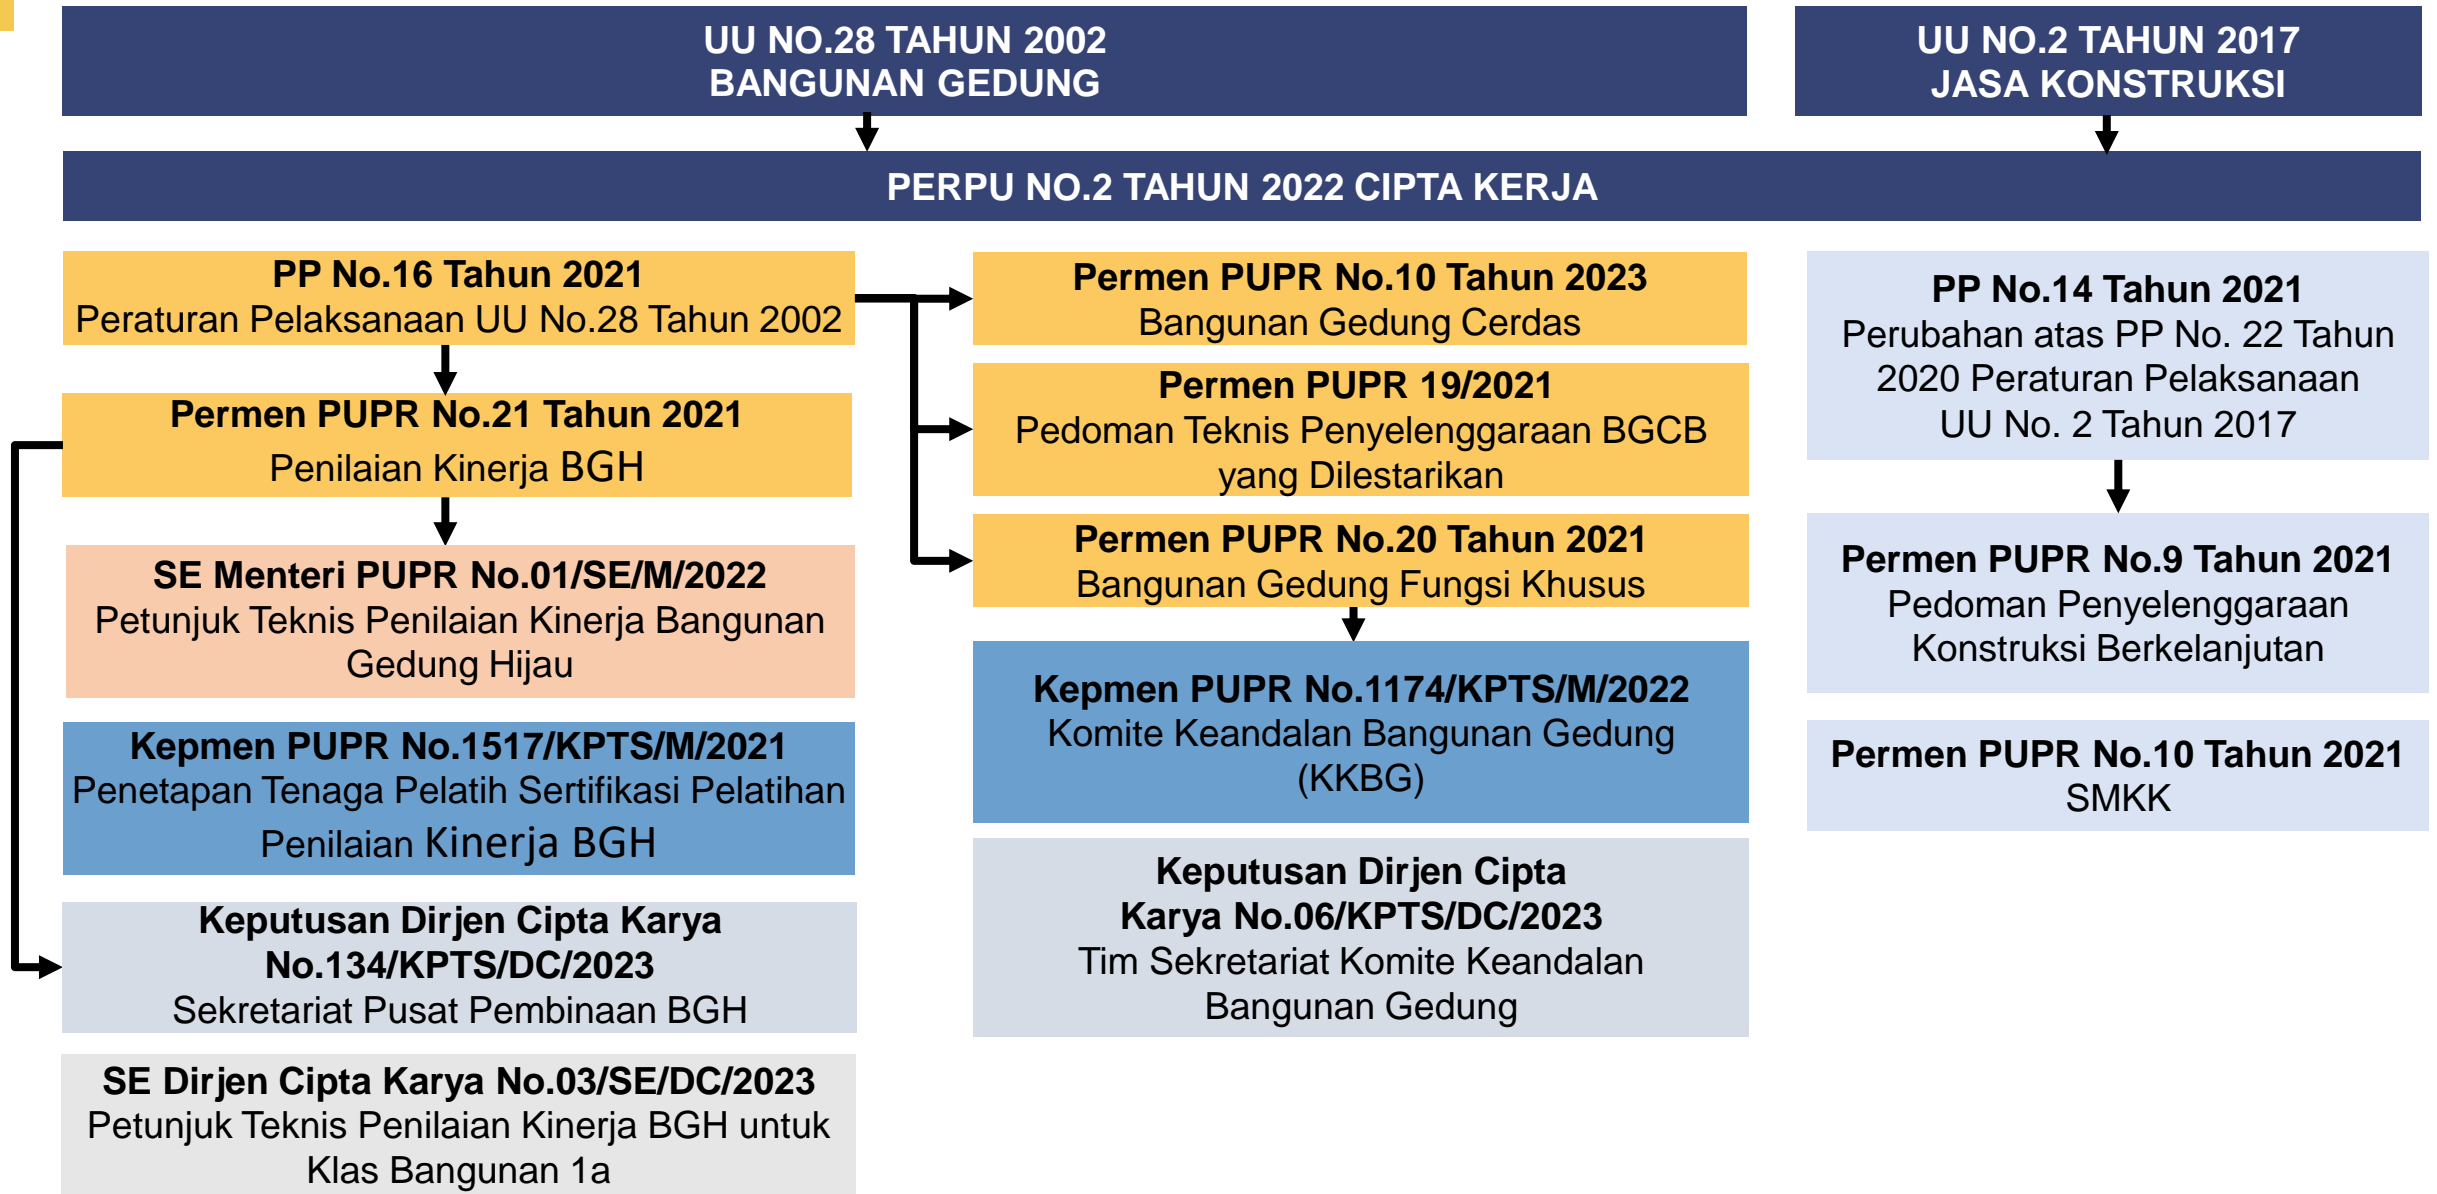 UU NO.28 TAHUN 2002
BANGUNAN GEDUNG
UU NO.2 TAHUN 2017
JASA KONSTRUKSI
PERPU NO.2 TAHUN 2022 CIPTA KERJA
PP No.16 Tahun 2021
Peraturan Pelaksanaan UU No.28 Tahun 2002
Permen PUPR No.21 Tahun 2021
Penilaian Kinerja BGH
SE Menteri PUPR No.01/SE/M/2022
Petunjuk Teknis Penilaian Kinerja Bangunan
Gedung Hijau
Kepmen PUPR No.1517/KPTS/M/2021
Penetapan Tenaga Pelatih Sertifikasi Pelatihan
Penilaian Kinerja BGH
Keputusan Dirjen Cipta Karya
No.134/KPTS/DC/2023
Sekretariat Pusat Pembinaan BGH
SE Dirjen Cipta Karya No.03/SE/DC/2023
Petunjuk Teknis Penilaian Kinerja BGH untuk
Klas Bangunan 1a
Permen PUPR No.10 Tahun 2023
Bangunan Gedung Cerdas
Permen PUPR 19/2021
Pedoman Teknis Penyelenggaraan BGCB
yang Dilestarikan
Permen PUPR No.20 Tahun 2021
Bangunan Gedung Fungsi Khusus
Kepmen PUPR No.1174/KPTS/M/2022
Komite Keandalan Bangunan Gedung
(KKBG)
Keputusan Dirjen Cipta
Karya No.06/KPTS/DC/2023
Tim Sekretariat Komite Keandalan
Bangunan Gedung
PP No.14 Tahun 2021
Perubahan atas PP No. 22 Tahun
2020 Peraturan Pelaksanaan
UU No. 2 Tahun 2017
Permen PUPR No.9 Tahun 2021
Pedoman Penyelenggaraan
Konstruksi Berkelanjutan
Permen PUPR No.10 Tahun 2021
SMKK